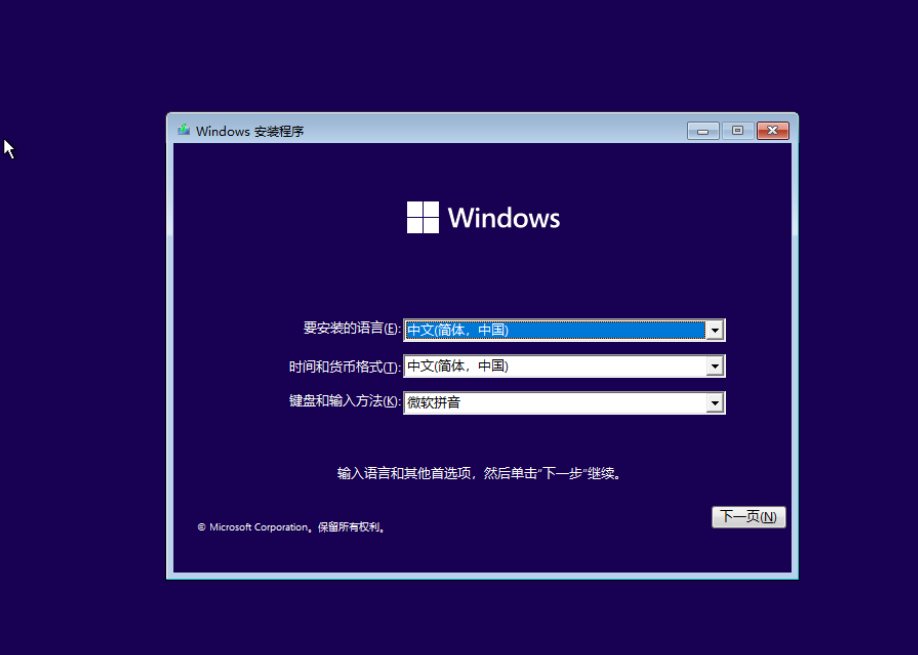 Windows 安装程序
Windows
要安装的语言(E): 中文(简体，中国)
时间和货币格式(T): 中文(简体，中国)
键盘和输入方法(K): 微软拼音
输入语言和其他首选项，然后单击“下一步”继续。
下一页(N)
© Microsoft Corporation。保留所有权利。